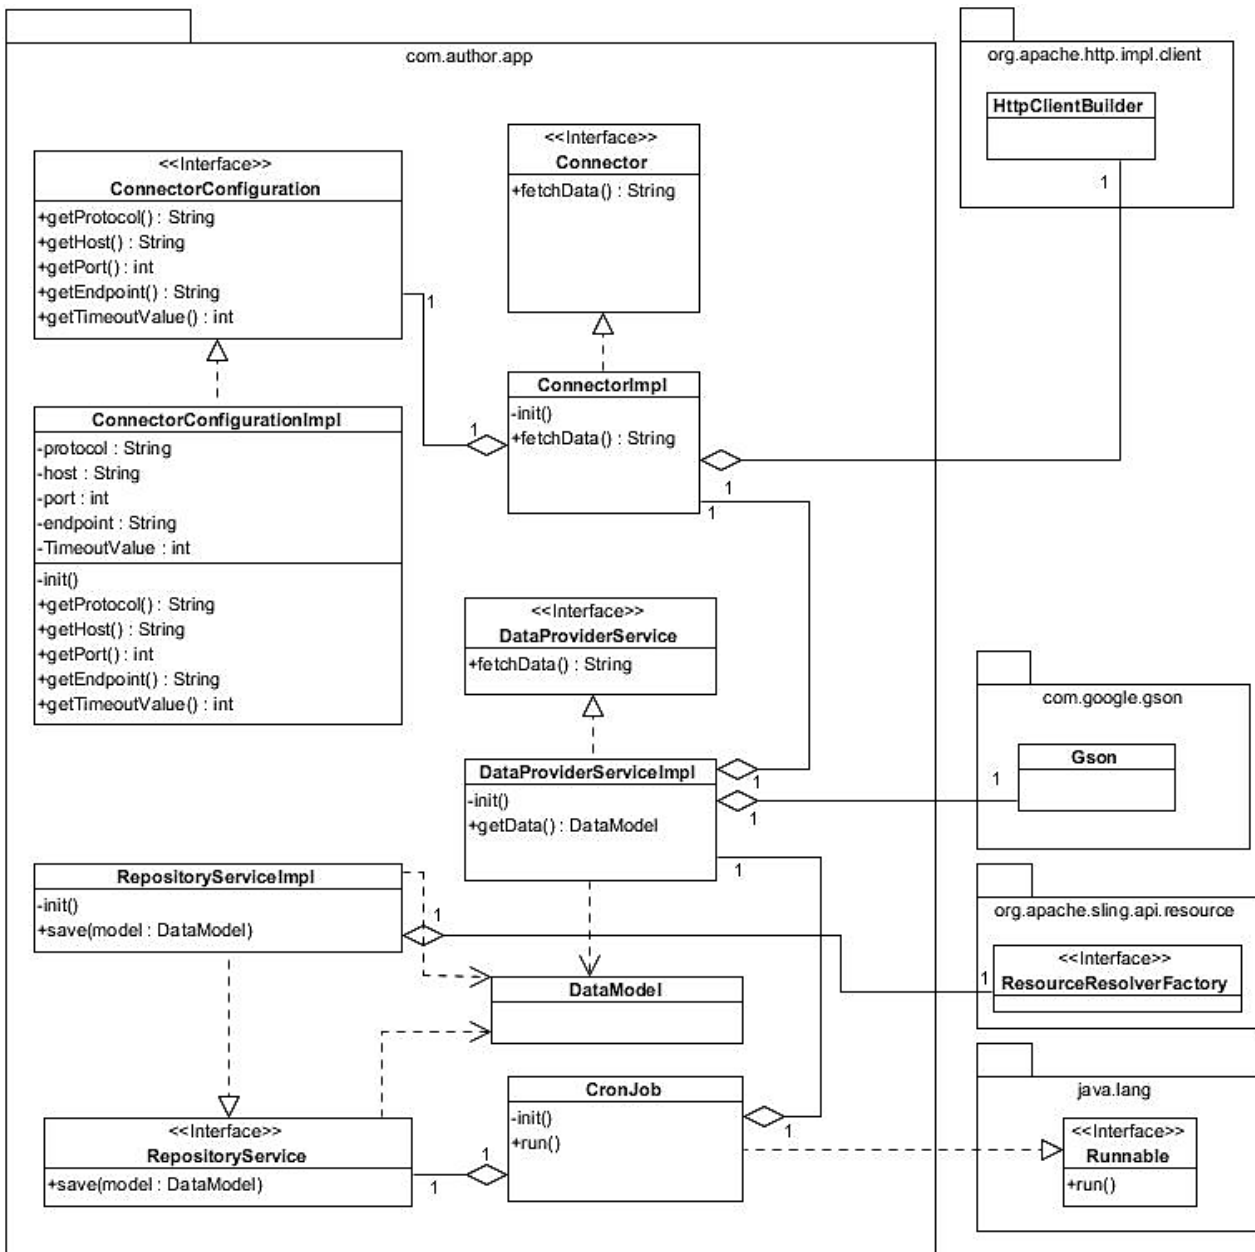 com.author.app
<<Interface>>
ConnectorConfiguration
+getProtocol() : String
+getHost() : String
+getPort() : int
+getEndpoint() : String
+getTimeoutValue() : int
1
<<Interface>>
Connector
+fetchData() : String
ConnectorConfigurationImpl
-protocol : String
-host : String
-port : int
-endpoint : String
-TimeoutValue : int
-init()
+getProtocol() : String
+getHost() : String
+getPort() : int
+getEndpoint() : String
+getTimeoutValue() : int
ConnectorImpl
-init()
+fetchData() : String
1
1
1
org.apache.http.impl.client
HttpClientBuilder
1
<<Interface>>
DataProviderService
+fetchData() : String
DataProviderServiceImpl
-init()
+getData() : DataModel
1
1
1
com.google.gson
Gson
1
RepositoryServiceImpl
-init()
+save(model : DataModel)
1
org.apache.sling.api.resource
<<Interface>>
ResourceResolverFactory
1
DataModel
<<Interface>>
RepositoryService
+save(model : DataModel)
1
1
CronJob
-init()
+run()
1
java.lang
<<Interface>>
Runnable
+run()